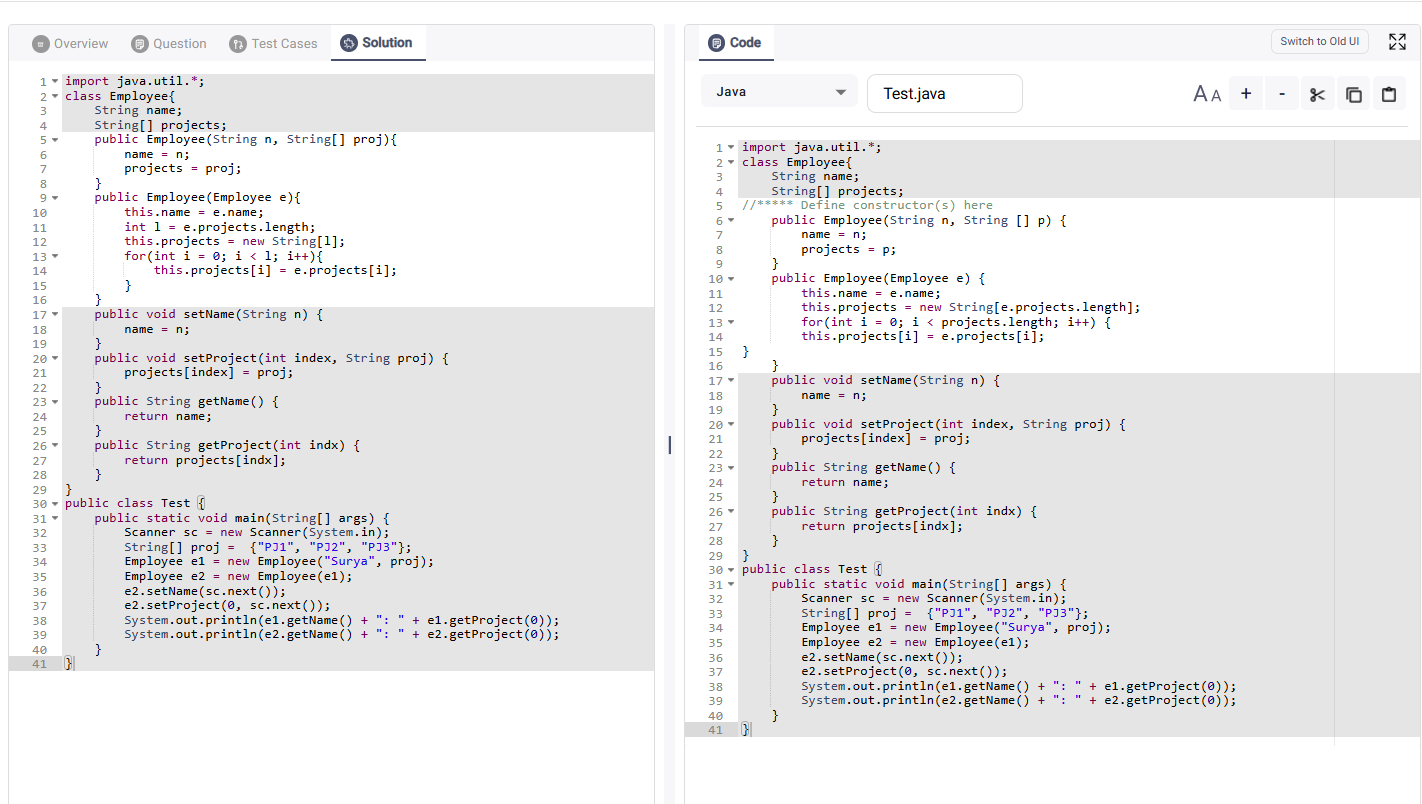 Overview Question Test Cases Solution
1 import java.util.*;
2 class Employee{
3     String name;
4     String[] projects;
5     public Employee(String n, String[] proj){
6         name = n;
7         projects = proj;
8     }
9     public Employee(Employee e){
10         this.name = e.name;
11         int l = e.projects.length;
12         this.projects = new String[l];
13         for(int i = 0; i < l; i++){
14             this.projects[i] = e.projects[i];
15         }
16     }
17     public void setName(String n) {
18         name = n;
19     }
20     public void setProject(int index, String proj) {
21         projects[index] = proj;
22     }
23     public String getName() {
24         return name;
25     }
26     public String getProject(int indx) {
27         return projects[indx];
28     }
29 }
30 public class Test {
31     public static void main(String[] args) {
32         Scanner sc = new Scanner(System.in);
33         String[] proj =  {"PJ1", "PJ2", "PJ3"};
34         Employee e1 = new Employee("Surya", proj);
35         Employee e2 = new Employee(e1);
36         e2.setName(sc.next());
37         e2.setProject(0, sc.next());
38         System.out.println(e1.getName() + ": " + e1.getProject(0));
39         System.out.println(e2.getName() + ": " + e2.getProject(0));
40     }
41 }
Code Switch to Old UI
Java Test.java AA + -
1 import java.util.*;
2 class Employee{
3     String name;
4     String[] projects;
5 //***** Define constructor(s) here
6     public Employee(String n, String [] p) {
7         name = n;
8         projects = p;
9     }
10     public Employee(Employee e) {
11         this.name = e.name;
12         this.projects = new String[e.projects.length];
13         for(int i = 0; i < projects.length; i++) {
14         this.projects[i] = e.projects[i];
15 }
16     }
17     public void setName(String n) {
18         name = n;
19     }
20     public void setProject(int index, String proj) {
21         projects[index] = proj;
22     }
23     public String getName() {
24         return name;
25     }
26     public String getProject(int indx) {
27         return projects[indx];
28     }
29 }
30 public class Test {
31     public static void main(String[] args) {
32         Scanner sc = new Scanner(System.in);
33         String[] proj =  {"PJ1", "PJ2", "PJ3"};
34         Employee e1 = new Employee("Surya", proj);
35         Employee e2 = new Employee(e1);
36         e2.setName(sc.next());
37         e2.setProject(0, sc.next());
38         System.out.println(e1.getName() + ": " + e1.getProject(0));
39         System.out.println(e2.getName() + ": " + e2.getProject(0));
40     }
41 }